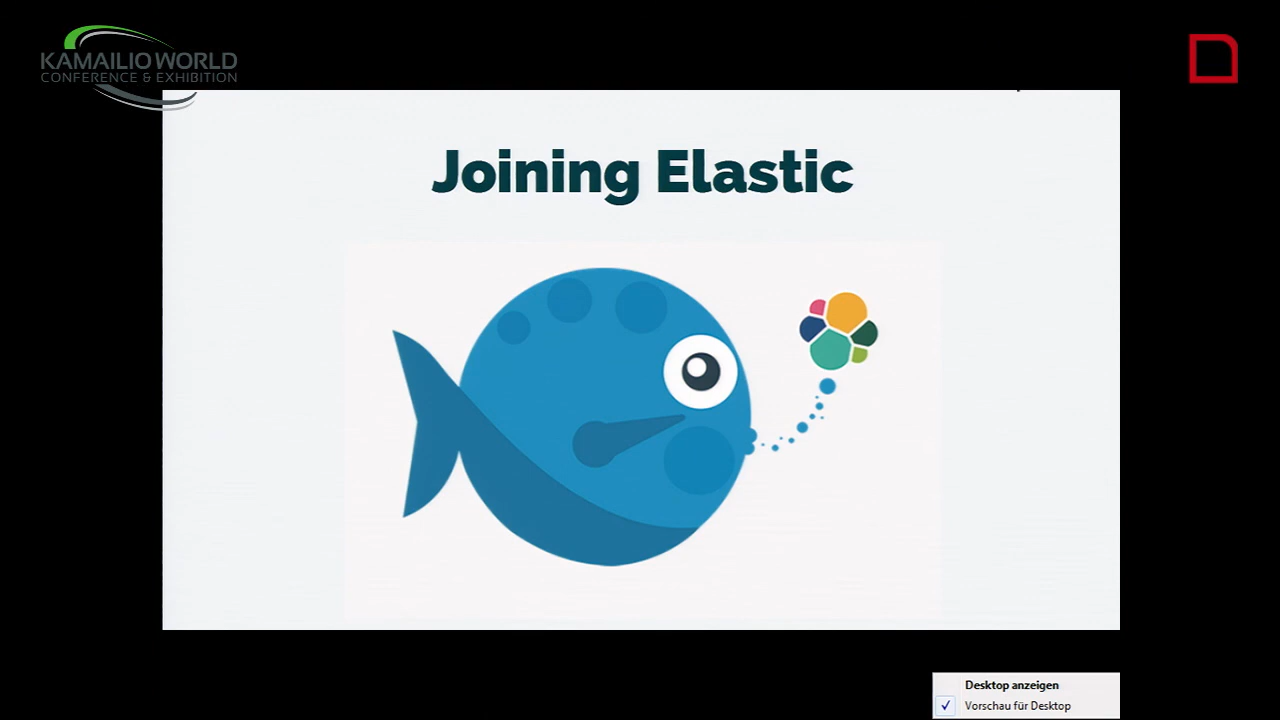 KAMAILIO WORLD
CONFERENCE & EXHIBITION
Joining Elastic
Desktop anzeigen
Vorschau für Desktop